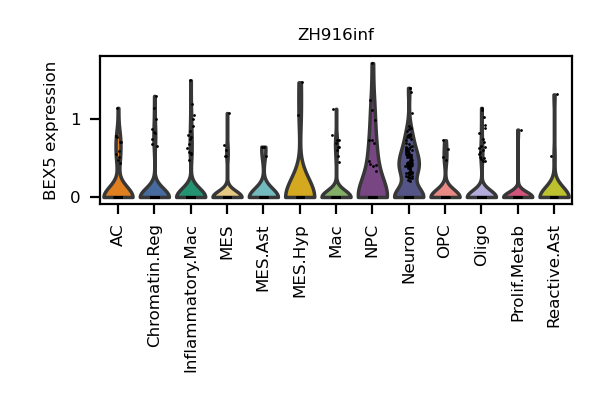 ZH916inf
BEX5 expression
1
0
AC
Chromatin.Reg
Inflammatory.Mac
MES
MES.Ast
MES.Hyp
Mac
NPC
Neuron
OPC
Oligo
Prolif.Metab
Reactive.Ast